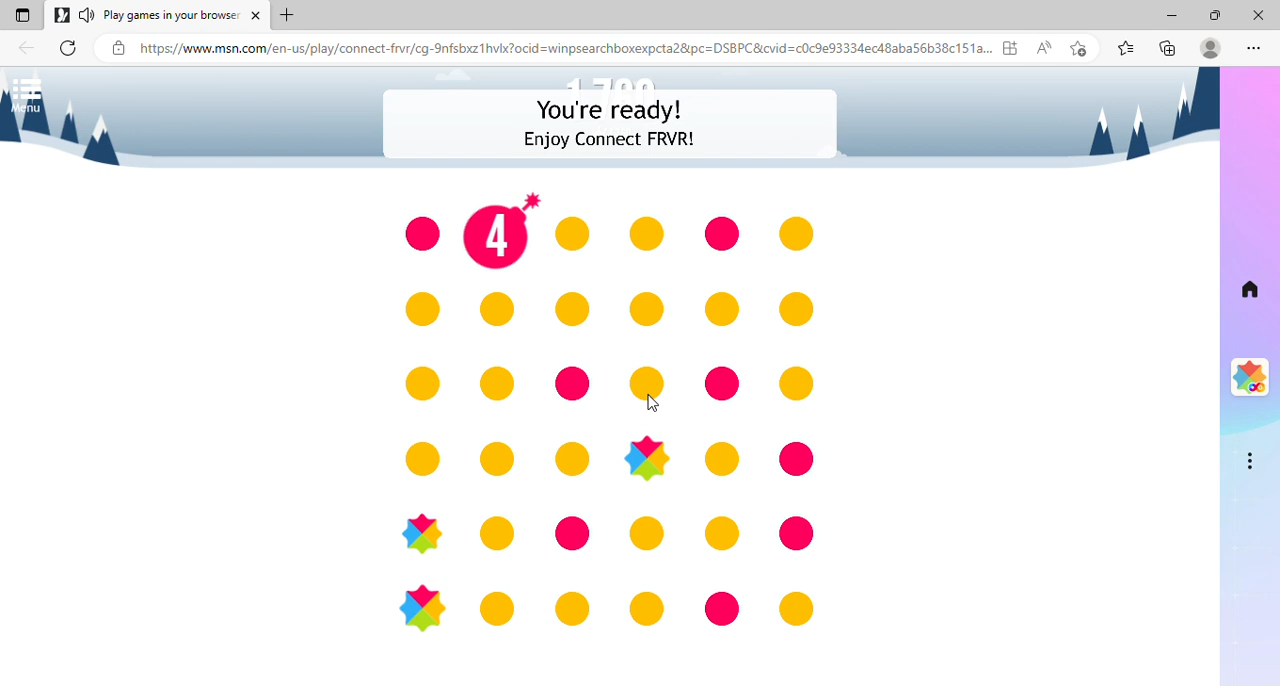 Play games in your browser
https://www.msn.com/en-us/play/connect-frvr/cg-9nfsbxz1hvlx?ocid=winpsearchboxexpcta2&pc=DSBPC&cvid=c0c9e93334ec48aba56b38c151a...
Menu
You're ready!
Enjoy Connect FRVR!
4